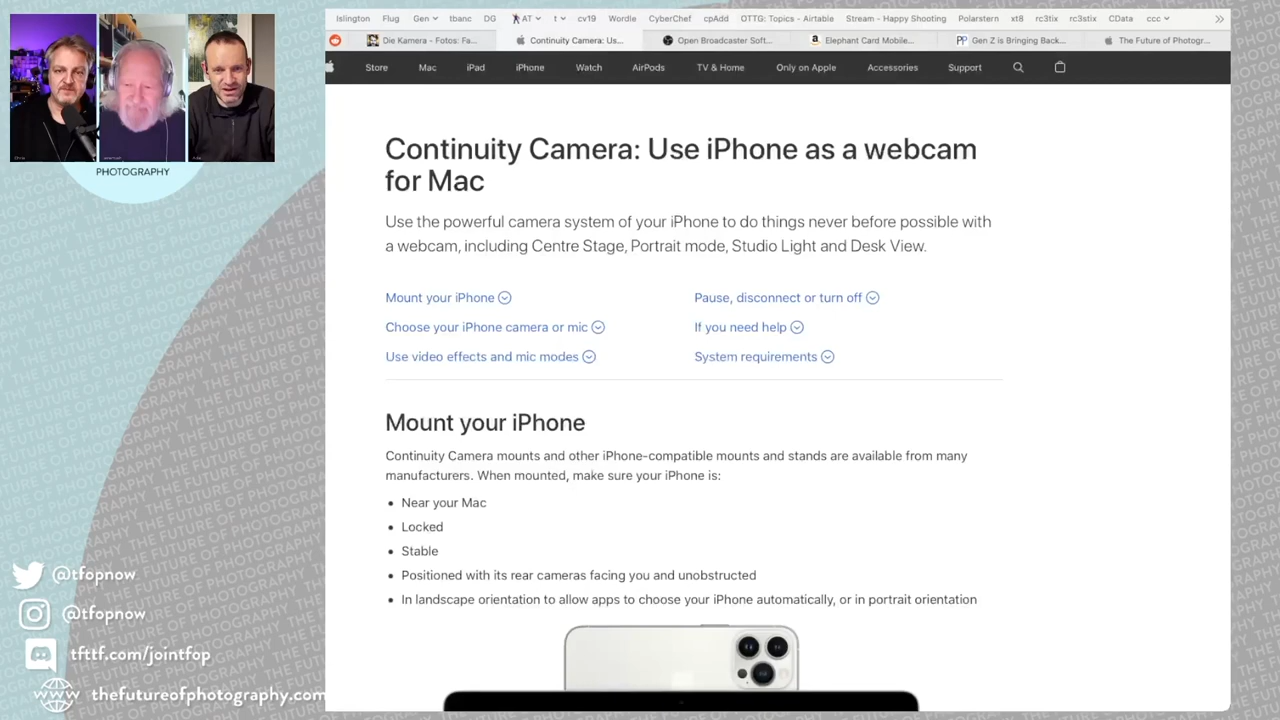 Islington Flug Gen tbanc DG AT t cv19 Wordle CyberChef cpAdd OTTG: Topics - Airtable Stream - Happy Shooting Polarstern xt8 rc3tix rc3stix CData ccc
Die Kamera - Fotos: Fa... Continuity Camera: Us... Open Broadcaster Soft... Elephant Card Mobile... Gen Z is Bringing Back... The Future of Photogr...
Store Mac iPad iPhone Watch AirPods TV & Home Only on Apple Accessories Support
PHOTOGRAPHY
Continuity Camera: Use iPhone as a webcam
for Mac
Use the powerful camera system of your iPhone to do things never before possible with
a webcam, including Centre Stage, Portrait mode, Studio Light and Desk View.
Mount your iPhone
Pause, disconnect or turn off
Choose your iPhone camera or mic
If you need help
Use video effects and mic modes
System requirements
Mount your iPhone
Continuity Camera mounts and other iPhone-compatible mounts and stands are available from many
manufacturers. When mounted, make sure your iPhone is:
• Near your Mac
• Locked
• Stable
• Positioned with its rear cameras facing you and unobstructed
• In landscape orientation to allow apps to choose your iPhone automatically, or in portrait orientation
@tfopnow
@tfopnow
tfttf.com/jointfop
www thefutureofphotography.com
THE FUTURE OF PHOTOGRAPHY